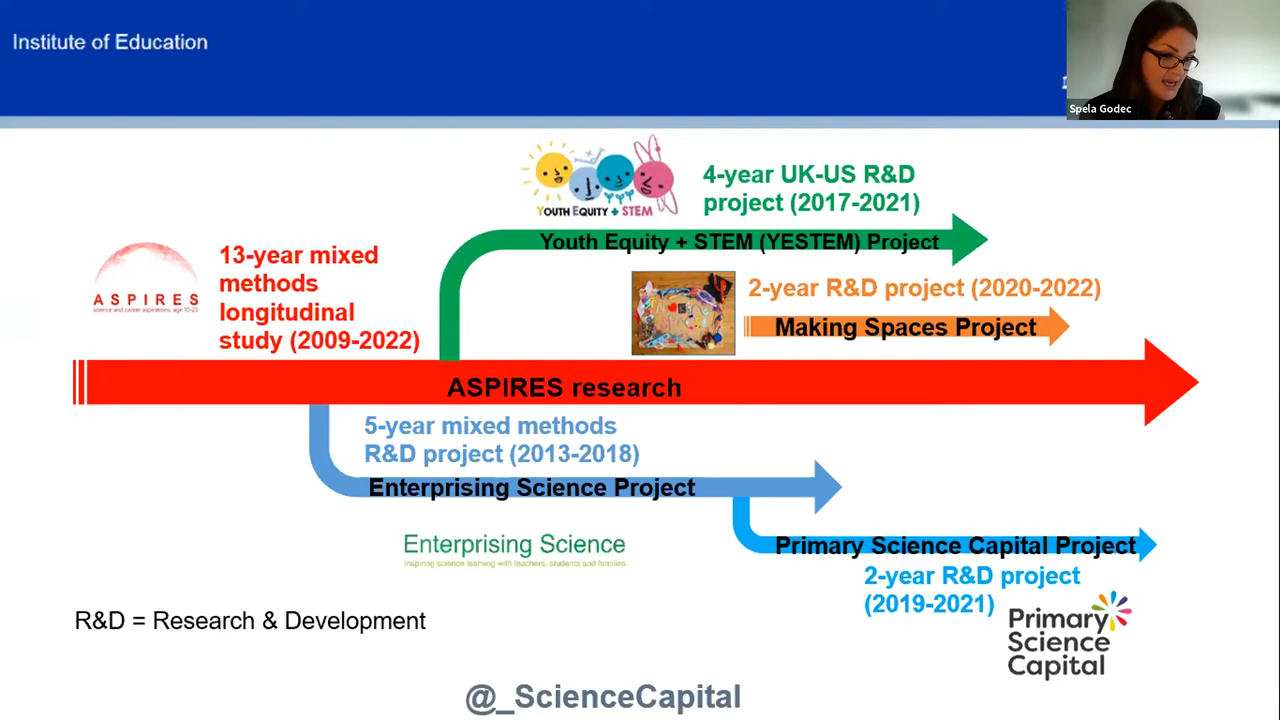 Institute of Education
Spela Godec
YOUTH EQUITY + STEM
4-year UK-US R&D
project (2017-2021)
Youth Equity + STEM (YESTEM) Project
ASPIRES
science and career aspirations: age 10-23
13-year mixed
methods
longitudinal
study (2009-2022)
2-year R&D project (2020-2022)
Making Spaces Project
ASPIRES research
5-year mixed methods
R&D project (2013-2018)
Enterprising Science Project
Enterprising Science
Inspiring science learning with teachers, students and families
Primary Science Capital Project
2-year R&D project
(2019-2021)
Primary
Science
Capital
R&D = Research & Development
@_ScienceCapital